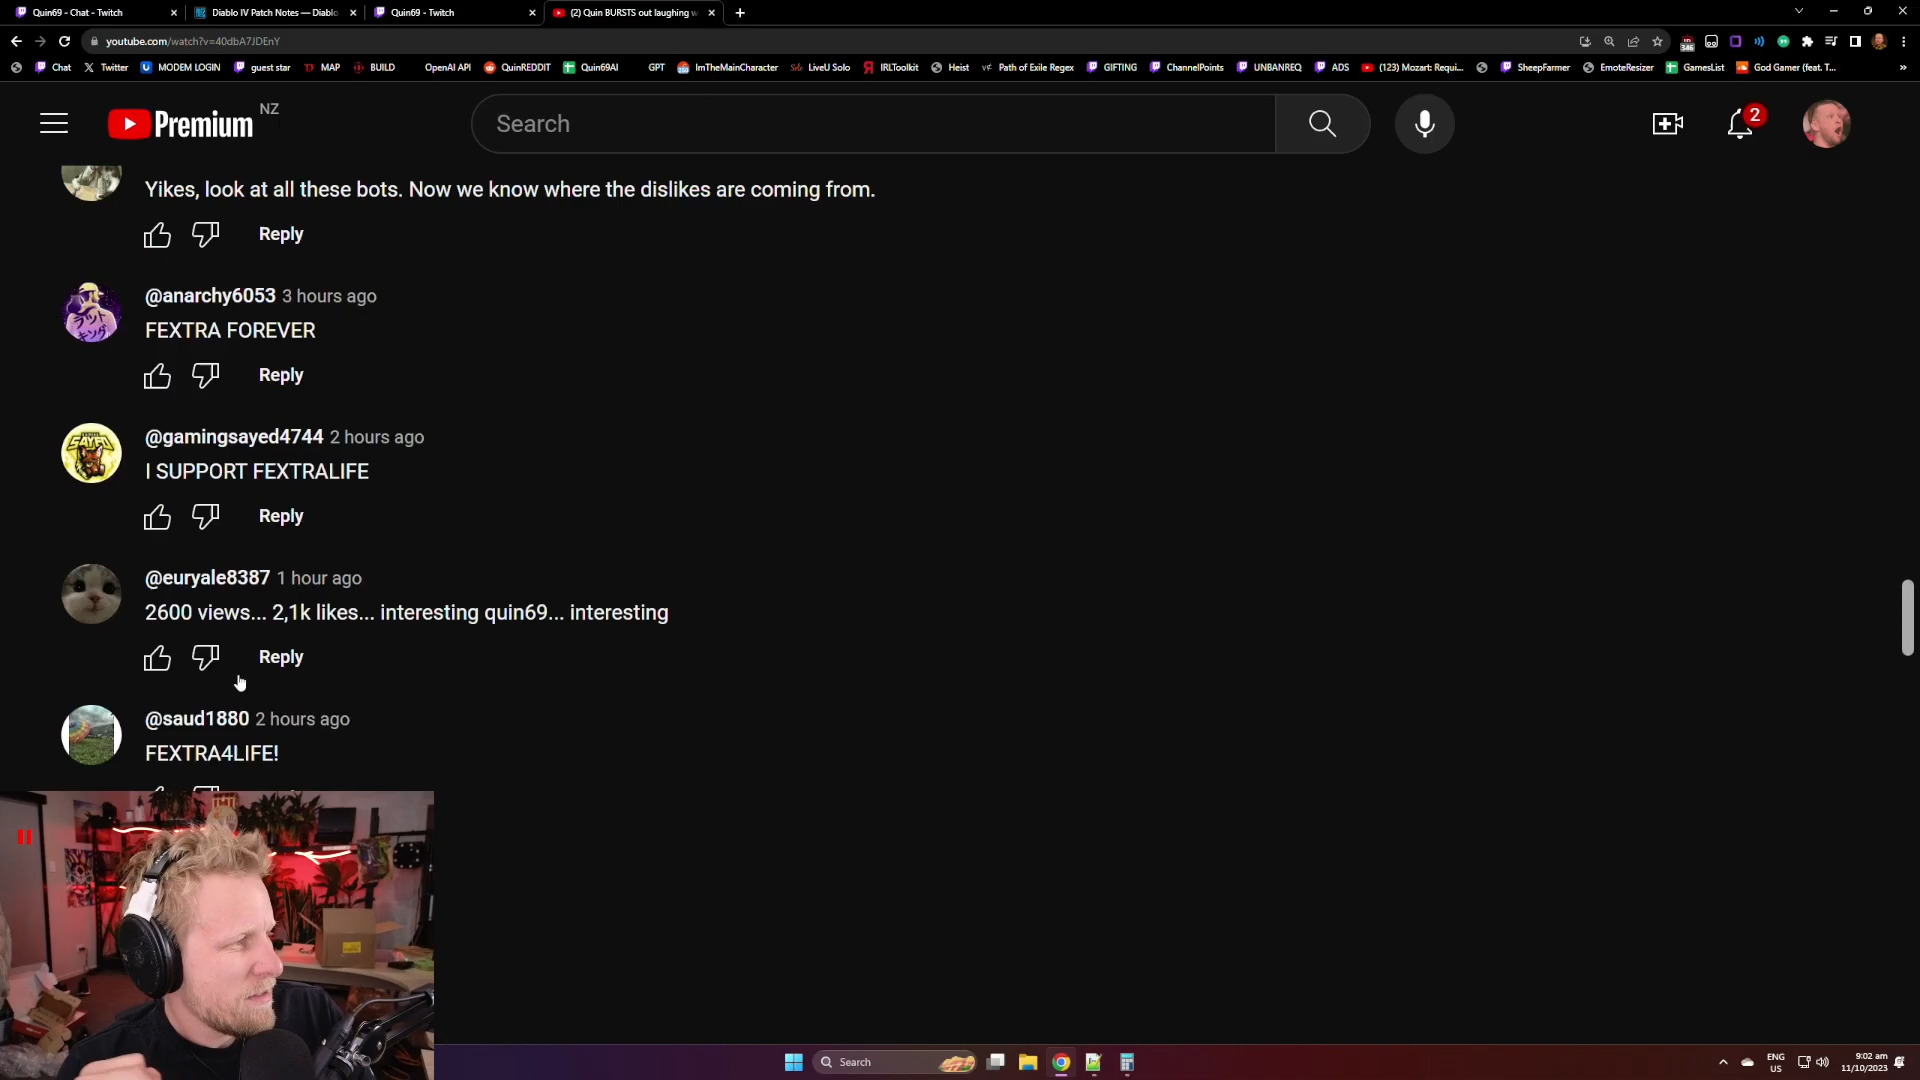 Quin69 - Chat - Twitch
Diablo IV Patch Notes — Diablo
Quin69 - Twitch
(2) Quin BURSTS out laughing w
youtube.com/watch?v=40dbA7JDEnY
346
Chat
Twitter
MODEM LOGIN
guest star
MAP
BUILD
OpenAI API
QuinREDDIT
Quin69AI
GPT
ImTheMainCharacter
LiveU Solo
IRLToolkit
Heist
Path of Exile Regex
GIFTING
ChannelPoints
UNBANREQ
ADS
(123) Mozart: Requi...
SheepFarmer
EmoteResizer
GamesList
God Gamer (feat. T...
»
Premium NZ
Search
2
Yikes, look at all these bots. Now we know where the dislikes are coming from.
Reply
@anarchy6053 3 hours ago
FEXTRA FOREVER
Reply
@gamingsayed4744 2 hours ago
I SUPPORT FEXTRALIFE
Reply
@euryale8387 1 hour ago
2600 views... 2,1k likes... interesting quin69... interesting
Reply
@saud1880 2 hours ago
FEXTRA4LIFE!
Search
ENG
US
9:02 am
11/10/2023